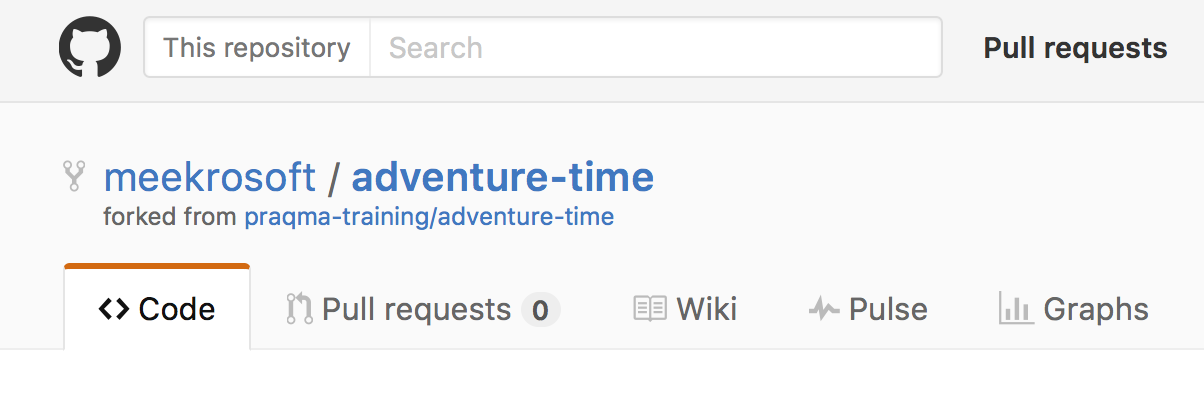 This repository Search Pull requests
meekrosoft / adventure-time
forked from praqma-training/adventure-time
Code Pull requests 0 Wiki Pulse Graphs